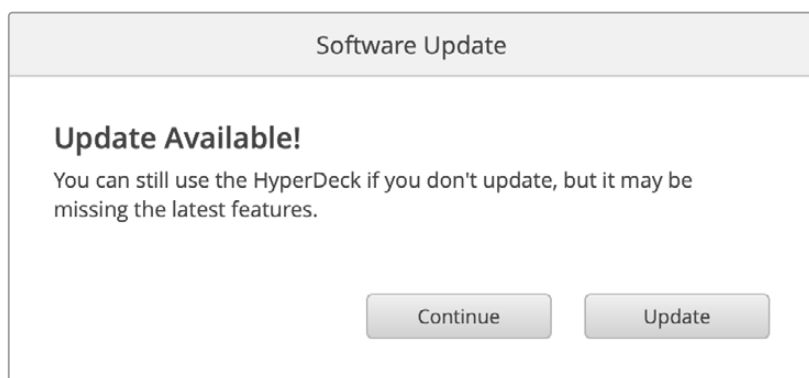 Software Update
Update Available!
You can still use the HyperDeck if you don't update, but it may be
missing the latest features.
Continue
Update